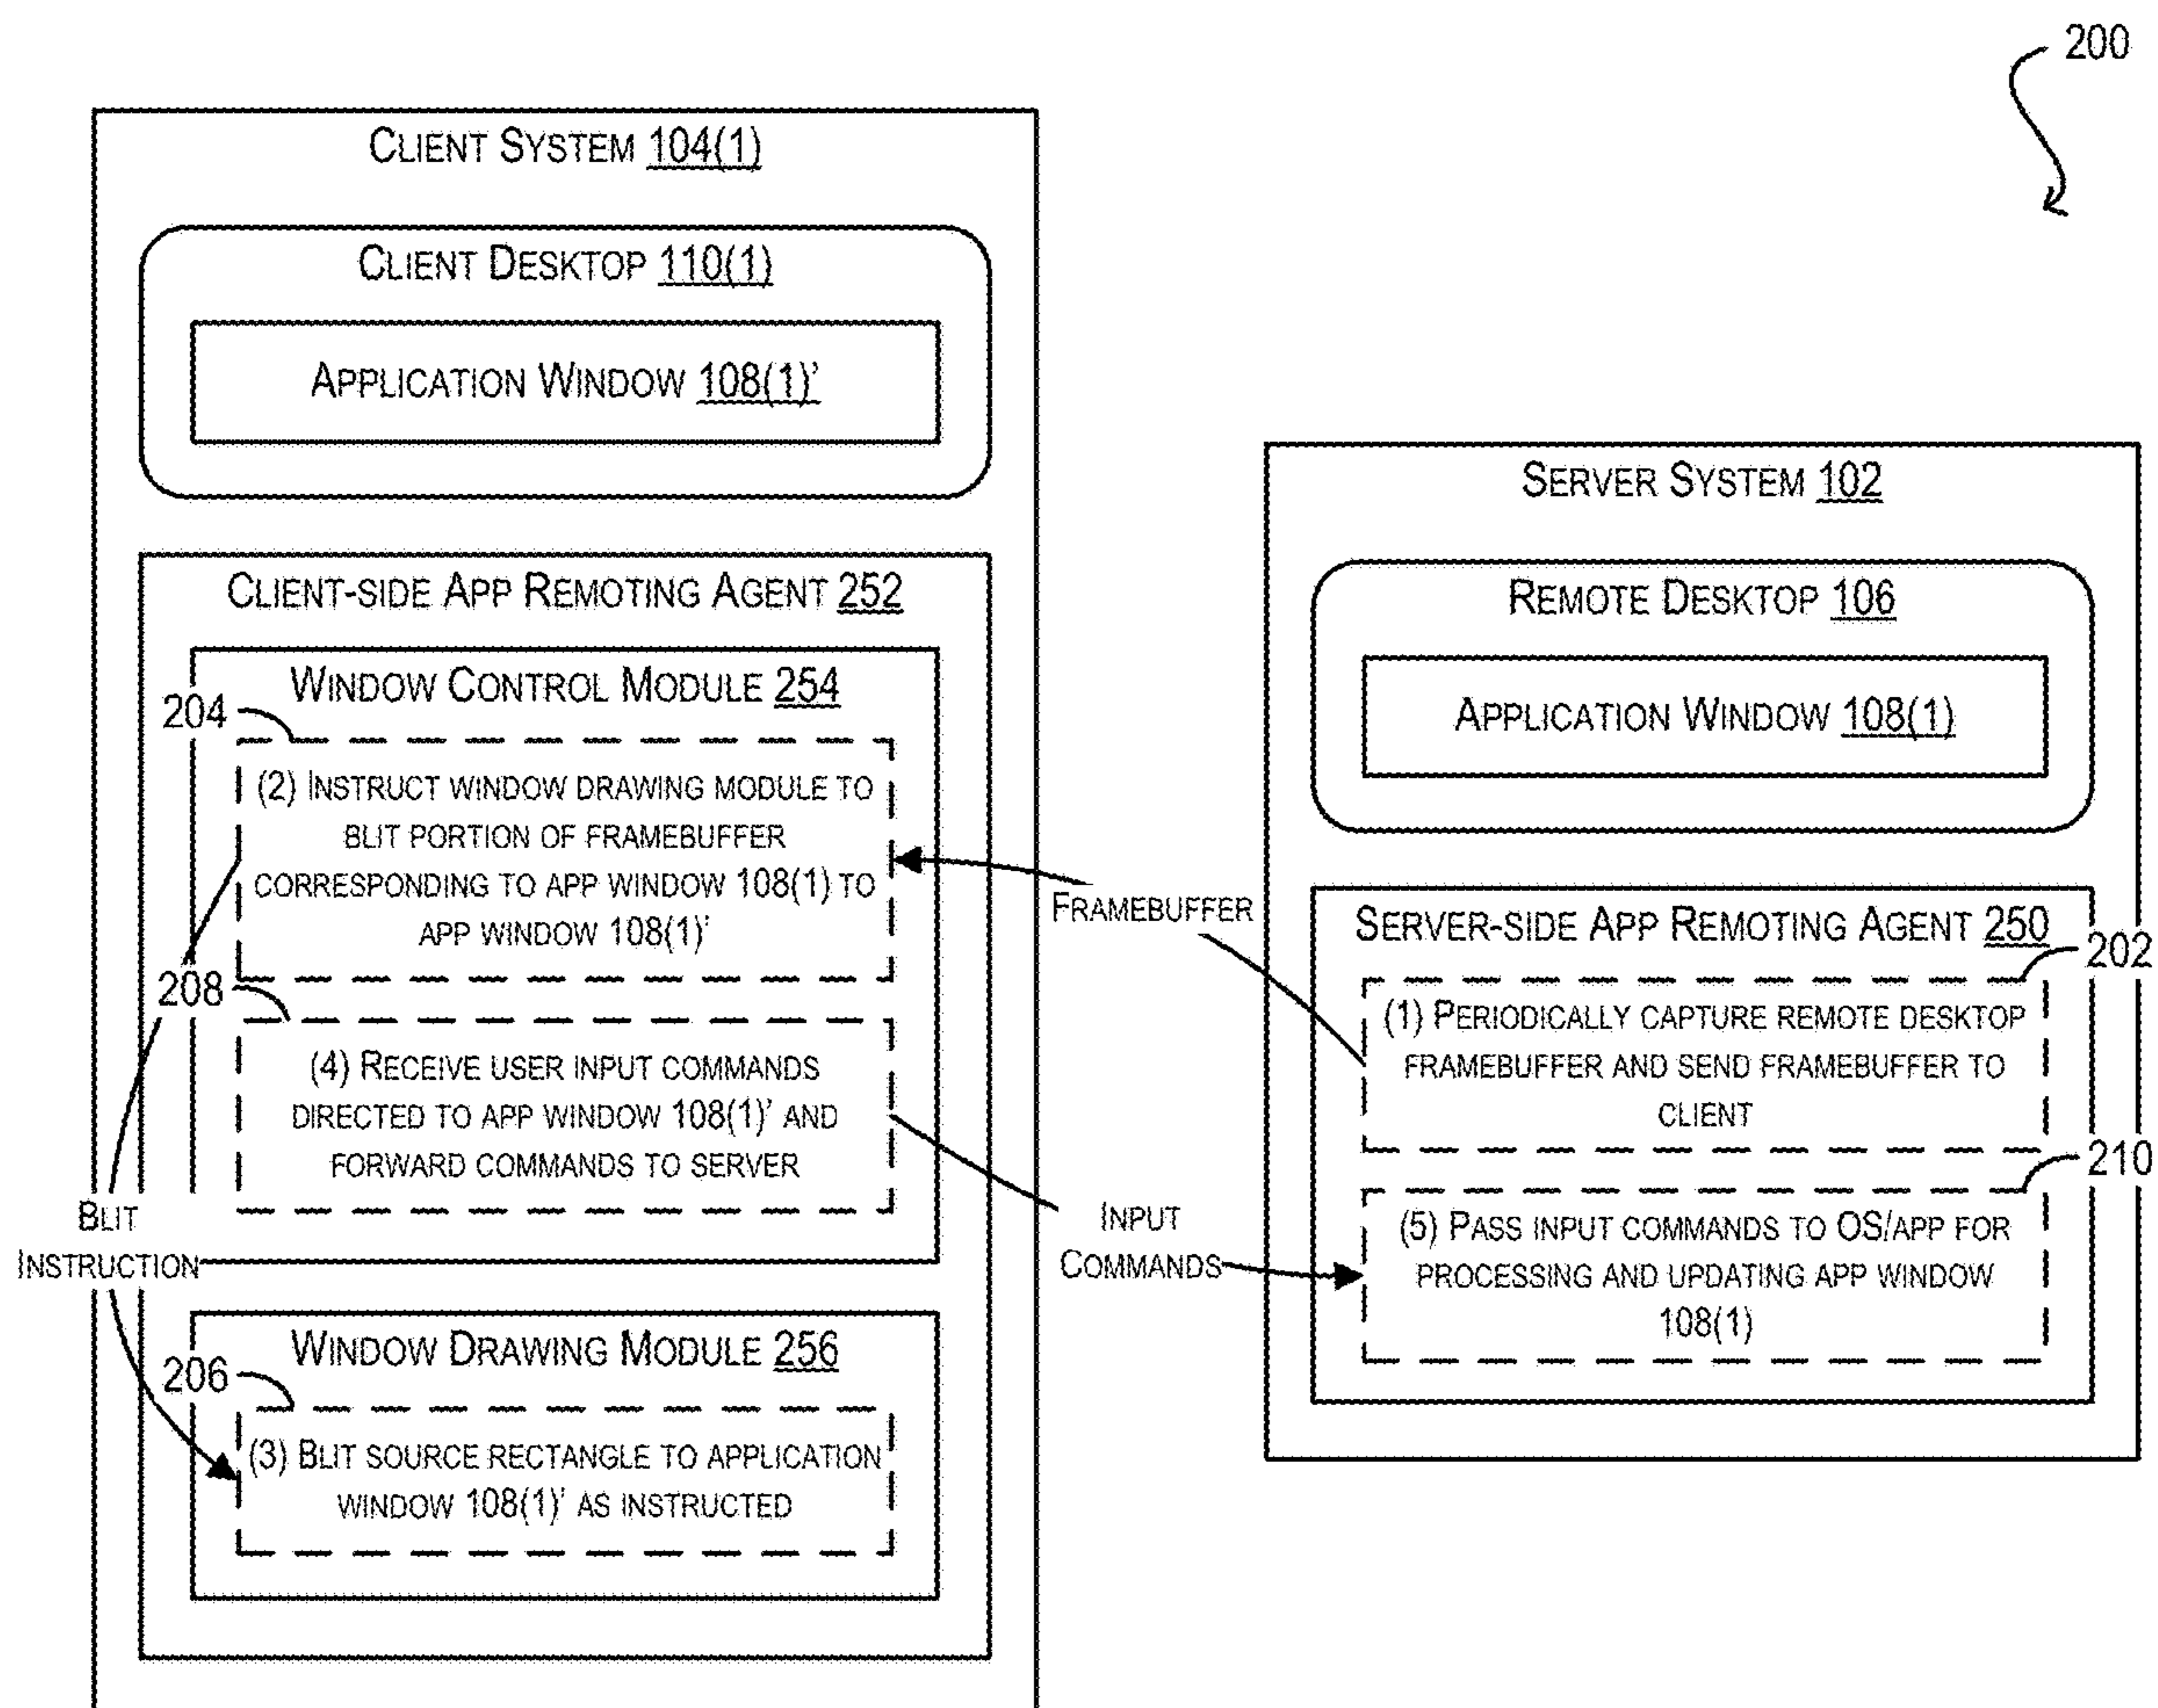 200
CLIENT SYSTEM 104(1)
CLIENT DESKTOP 110(1)
APPLICATION WINDOW 108(1)'
CLIENT-SIDE APP REMOTING AGENT 252
WINDOW CONTROL MODULE 254
204
(2) INSTRUCT WINDOW DRAWING MODULE TO
BLIT PORTION OF FRAMEBUFFER
CORRESPONDING TO APP WINDOW 108(1) TO
APP WINDOW 108(1)'
208
(4) RECEIVE USER INPUT COMMANDS
DIRECTED TO APP WINDOW 108(1)' AND
FORWARD COMMANDS TO SERVER
BLIT
INSTRUCTION
WINDOW DRAWING MODULE 256
206
(3) BLIT SOURCE RECTANGLE TO APPLICATION
WINDOW 108(1)' AS INSTRUCTED
FRAMEBUFFER
INPUT
COMMANDS
SERVER SYSTEM 102
REMOTE DESKTOP 106
APPLICATION WINDOW 108(1)
SERVER-SIDE APP REMOTING AGENT 250
202
(1) PERIODICALLY CAPTURE REMOTE DESKTOP
FRAMEBUFFER AND SEND FRAMEBUFFER TO
CLIENT
210
(5) PASS INPUT COMMANDS TO OS/APP FOR
PROCESSING AND UPDATING APP WINDOW
108(1)